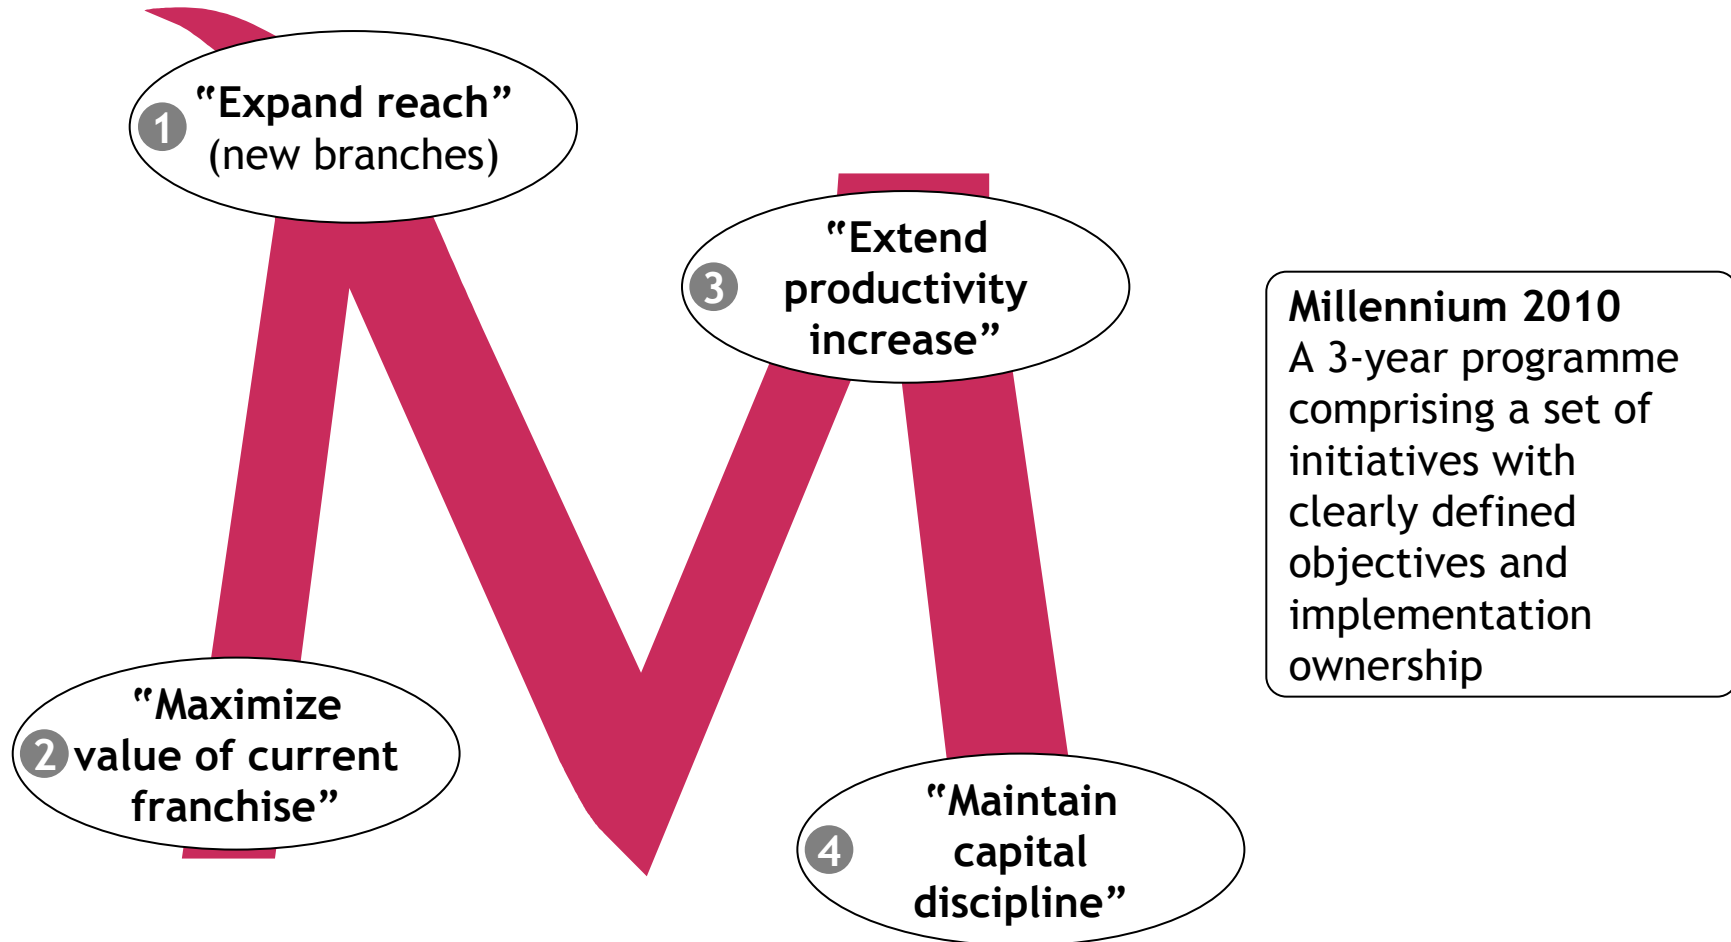 1
“Expand reach”
(new branches)
2
“Maximize
value of current
franchise”
3
“Extend
productivity
increase”
4
“Maintain
capital
discipline”
Millennium 2010
A 3-year programme
comprising a set of
initiatives with
clearly defined
objectives and
implementation
ownership